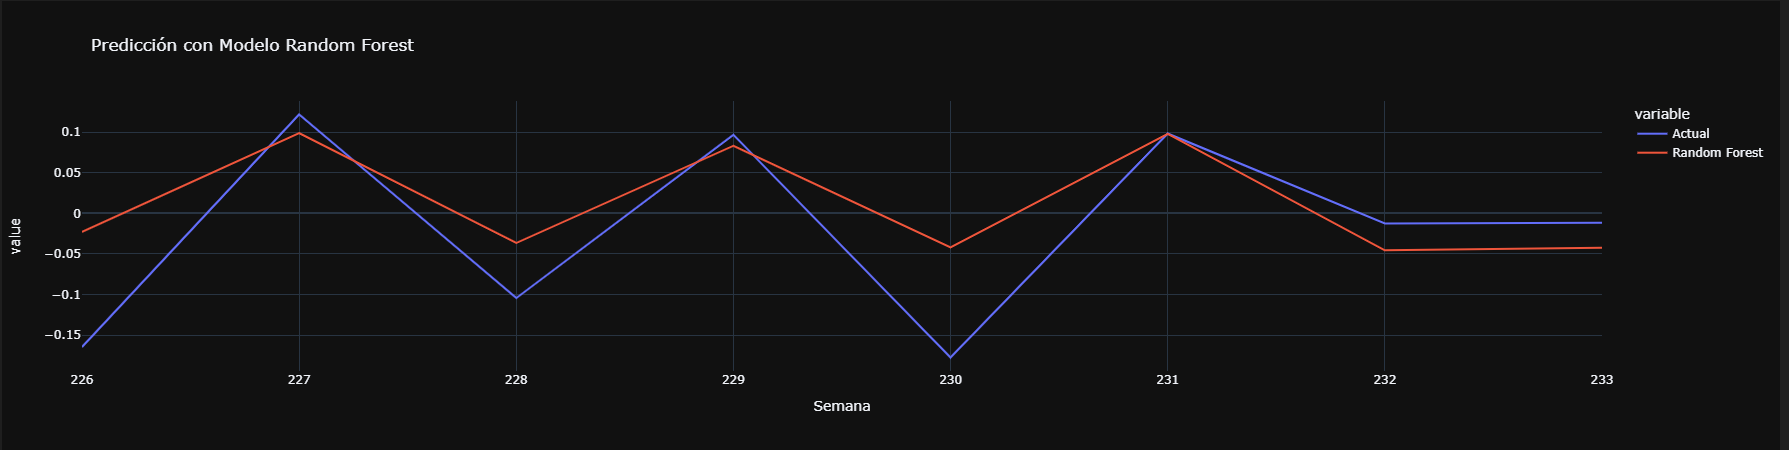 Predicción con Modelo Random Forest
variable
Actual
Random Forest
value
0.1
0.05
0
−0.05
−0.1
−0.15
226 227 228 229 230 231 232 233
Semana